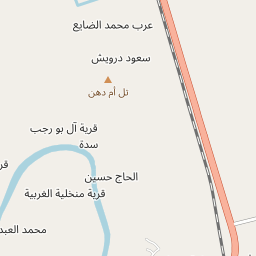 عرب محمد الضايع
سعود درويش
تل أم دهن
قرية آل بو رجب
سدة
الحاج حسين
قرية منخلية الغربية
محمد العبد